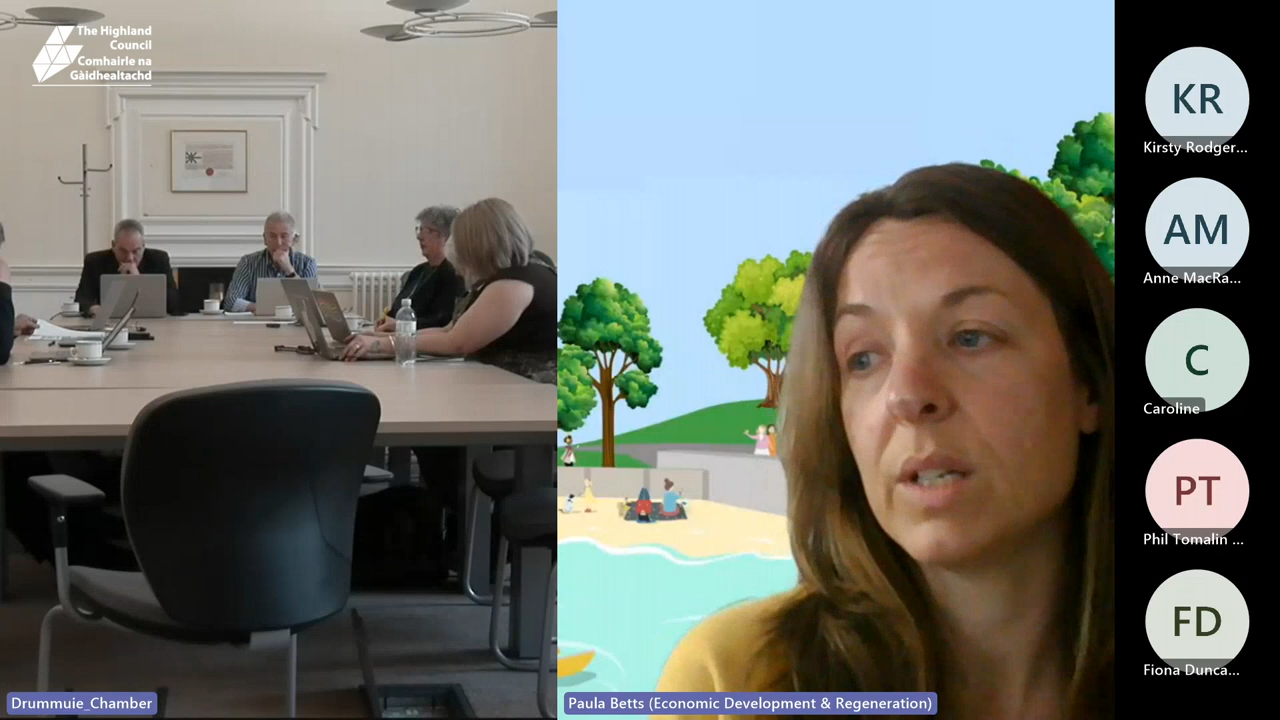 The Highland
Council
Comhairle na
Gàidhealtachd
KR
Kirsty Rodger...
AM
Anne MacRa...
C
Caroline
PT
Phil Tomalin ...
FD
Fiona Dunca...
Drummuie_Chamber
Paula Betts (Economic Development & Regeneration)